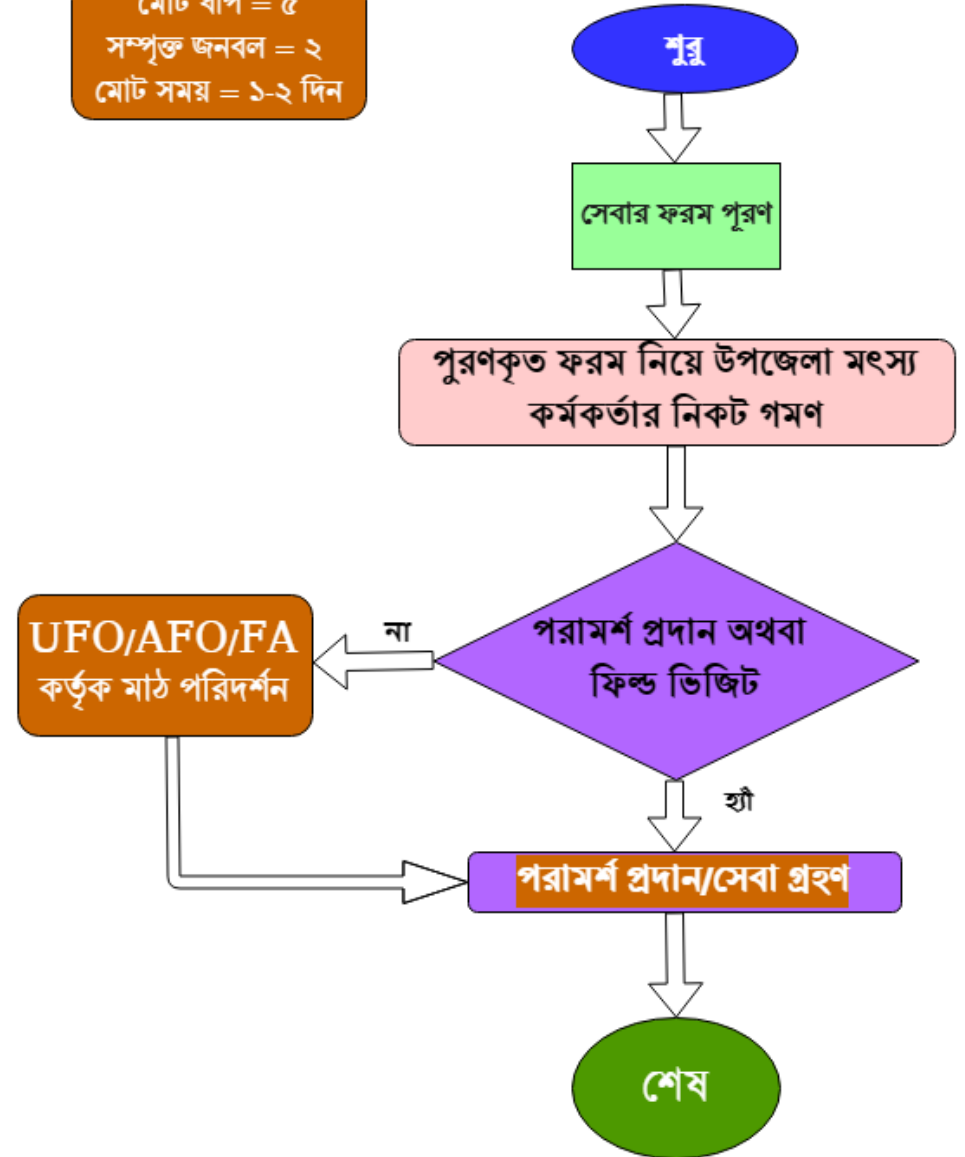 মোট ধাপ = ৫
সম্পৃক্ত জনবল = ২
মোট সময় = ১-২ দিন
শুরু
সেবার ফরম পূরণ
পুরণকৃত ফরম নিয়ে উপজেলা মৎস্য
কর্মকর্তার নিকট গমণ
পরামর্শ প্রদান অথবা
ফিল্ড ভিজিট
না
UFO/AFO/FA
কর্তৃক মাঠ পরিদর্শন
হ্যাঁ
পরামর্শ প্রদান/সেবা গ্রহণ
শেষ